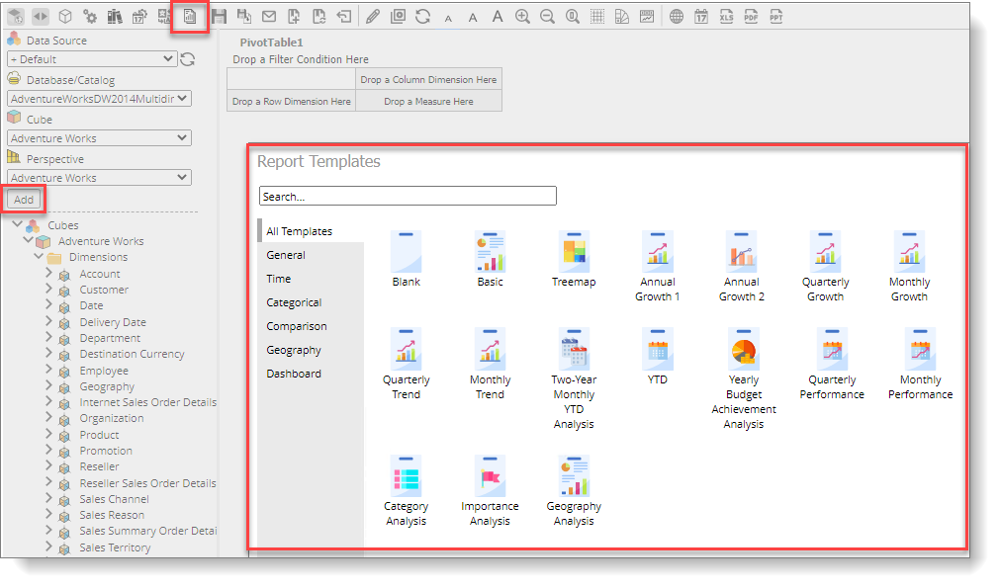 17
17
XLS
PDF
PPT
Data Source
+ Default
Database/Catalog
AdventureWorksDW2014Multidir
Cube
Adventure Works
Perspective
Adventure Works
Add
Cubes
Adventure Works
Dimensions
Account
Customer
Date
Delivery Date
Department
Destination Currency
Employee
Geography
Internet Sales Order Details
Organization
Product
Promotion
Reseller
Reseller Sales Order Details
Sales Channel
Sales Reason
Sales Summary Order Detai
Sales Territory
PivotTable1
Drop a Filter Condition Here
Drop a Column Dimension Here
Drop a Row Dimension Here
Drop a Measure Here
Report Templates
Search...
All Templates
General
Time
Categorical
Comparison
Geography
Dashboard
Blank
Basic
Treemap
Annual
Growth 1
Annual
Growth 2
Quarterly
Growth
Monthly
Growth
Quarterly
Trend
Monthly
Trend
Two-Year
Monthly
YTD
Analysis
YTD
Yearly
Budget
Achievement
Analysis
Quarterly
Performance
Monthly
Performance
Category
Analysis
Importance
Analysis
Geography
Analysis